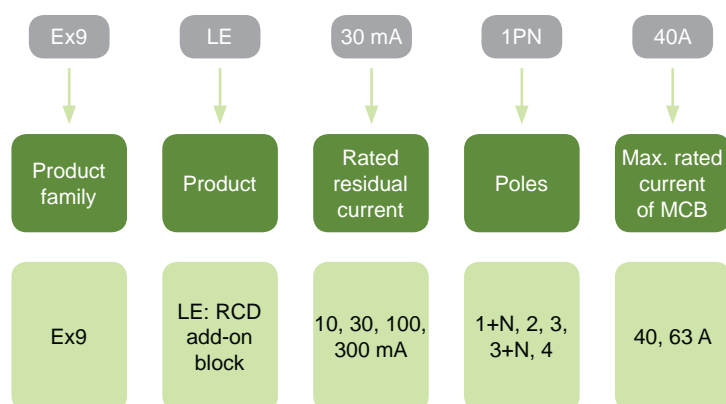 Ex9
LE
30 mA
1PN
40A
Product
family
Product
Rated
residual
current
Poles
Max. rated
current
of MCB
Ex9
LE: RCD
add-on
block
10, 30, 100,
300 mA
1+N, 2, 3,
3+N, 4
40, 63 A